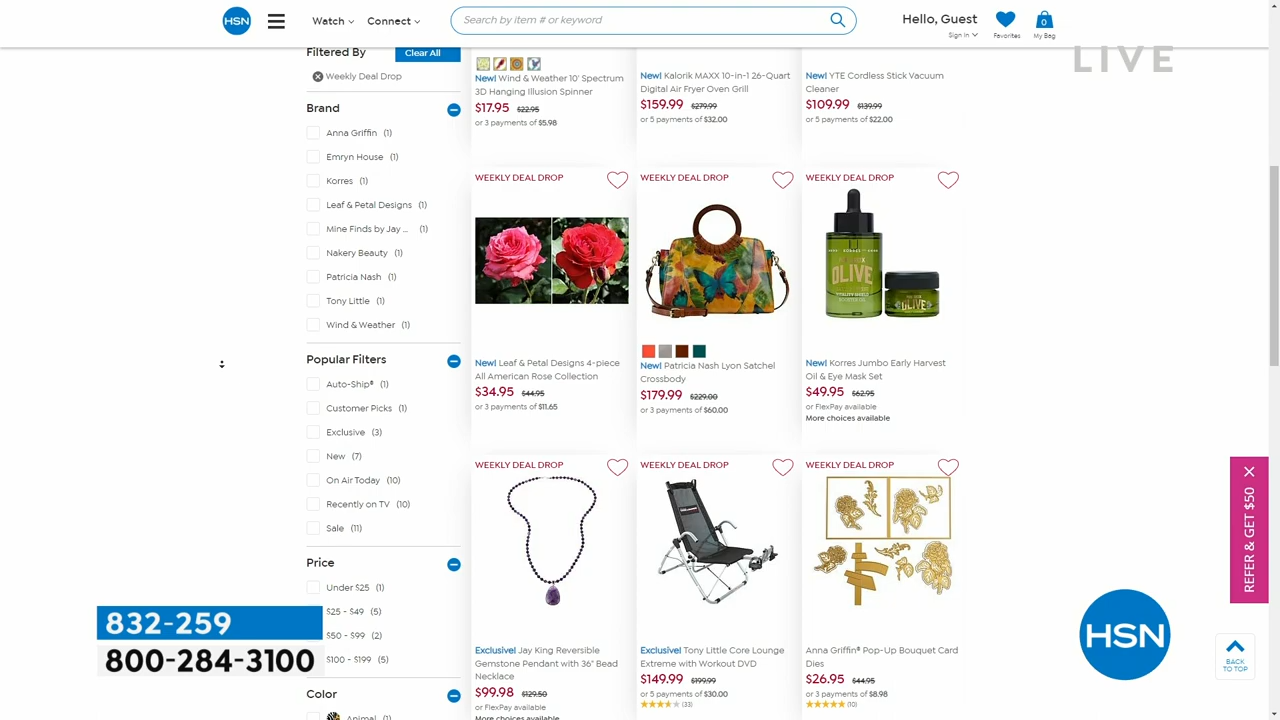 HSN
Watch
Connect
Search by item # or keyword
Hello, Guest
Sign In
Favorites
0
My Bag
LIVE
Filtered By
Clear All
Weekly Deal Drop
Brand
Anna Griffin (1)
Emryn House (1)
Korres (1)
Leaf & Petal Designs (1)
Mine Finds by Jay ... (1)
Nakery Beauty (1)
Patricia Nash (1)
Tony Little (1)
Wind & Weather (1)
Popular Filters
Auto-Ship® (1)
Customer Picks (1)
Exclusive (3)
New (7)
On Air Today (10)
Recently on TV (10)
Sale (11)
Price
Under $25 (1)
$25 - $49 (5)
$50 - $99 (2)
$100 - $199 (5)
Color
Animal (1)
New! Wind & Weather 10' Spectrum
3D Hanging Illusion Spinner
$17.95 $22.95
or 3 payments of $5.98
New! Kalorik MAXX 10-in-1 26-Quart
Digital Air Fryer Oven Grill
$159.99 $279.99
or 5 payments of $32.00
New! YTE Cordless Stick Vacuum
Cleaner
$109.99 $139.99
or 5 payments of $22.00
WEEKLY DEAL DROP
New! Leaf & Petal Designs 4-piece
All American Rose Collection
$34.95 $44.95
or 3 payments of $11.65
WEEKLY DEAL DROP
New! Patricia Nash Lyon Satchel
Crossbody
$179.99 $229.00
or 3 payments of $60.00
WEEKLY DEAL DROP
OLIVE
OLIVE
New! Korres Jumbo Early Harvest
Oil & Eye Mask Set
$49.95 $62.95
or FlexPay available
More choices available
WEEKLY DEAL DROP
Exclusive! Jay King Reversible
Gemstone Pendant with 36" Bead
Necklace
$99.98 $129.50
or FlexPay available
More choices available
WEEKLY DEAL DROP
Exclusive! Tony Little Core Lounge
Extreme with Workout DVD
$149.99 $199.99
or 5 payments of $30.00
(33)
WEEKLY DEAL DROP
Anna Griffin® Pop-Up Bouquet Card
Dies
$26.95 $44.95
or 3 payments of $8.98
(10)
REFER & GET $50
832-259
800-284-3100
HSN
BACK
TO TOP